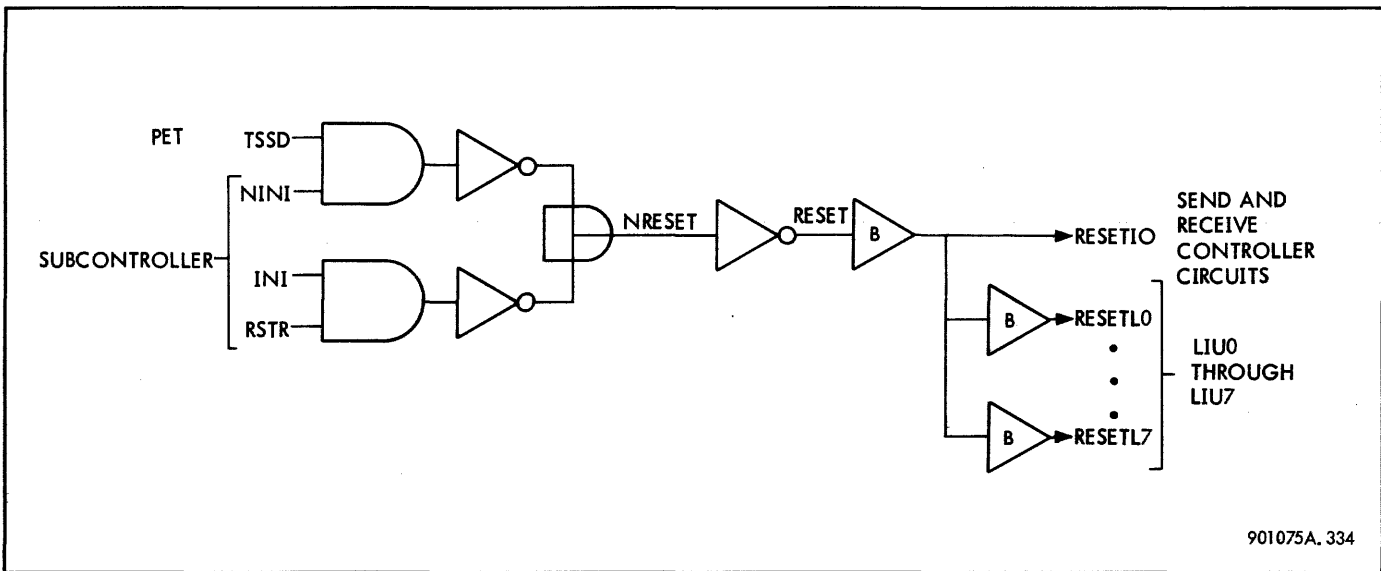 PET TSSD
NINI
SUBCONTROLLER
INI
RSTR
NRESET
RESET
B
RESETIO
SEND AND
RECEIVE
CONTROLLER
CIRCUITS
B
RESETL0
LIU0
THROUGH
LIU7
B
RESETL7
901075A. 334